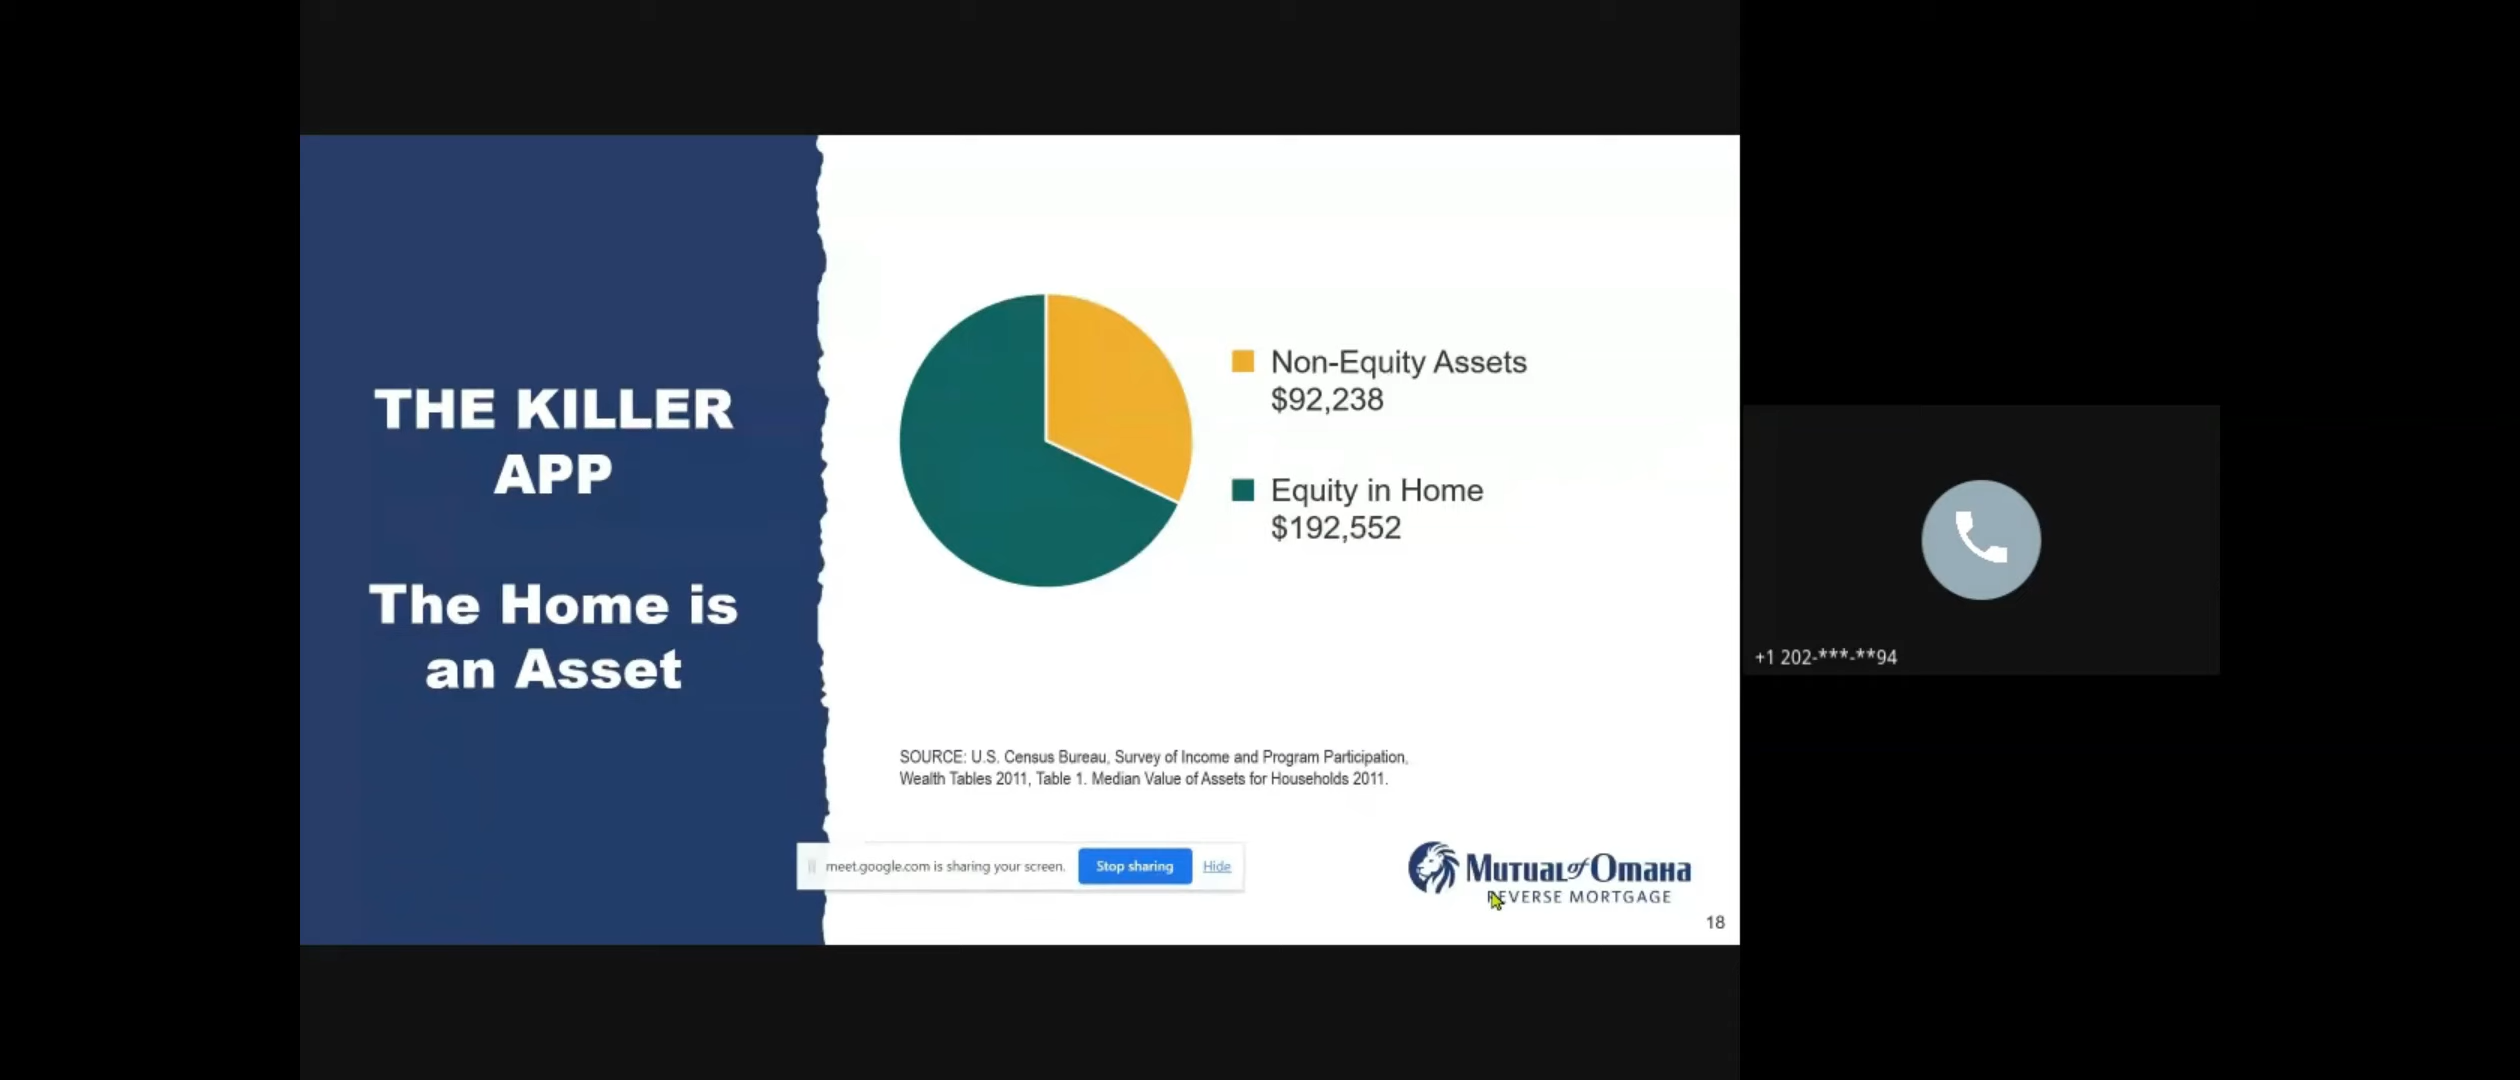 THE KILLER
APP
The Home is
an Asset
Non-Equity Assets
$92,238
Equity in Home
$192,552
SOURCE: U.S. Census Bureau, Survey of Income and Program Participation,
Wealth Tables 2011, Table 1. Median Value of Assets for Households 2011.
meet.google.com is sharing your screen. Stop sharing Hide
Mutual of Omaha
REVERSE MORTGAGE
18
+1 202-***-**94